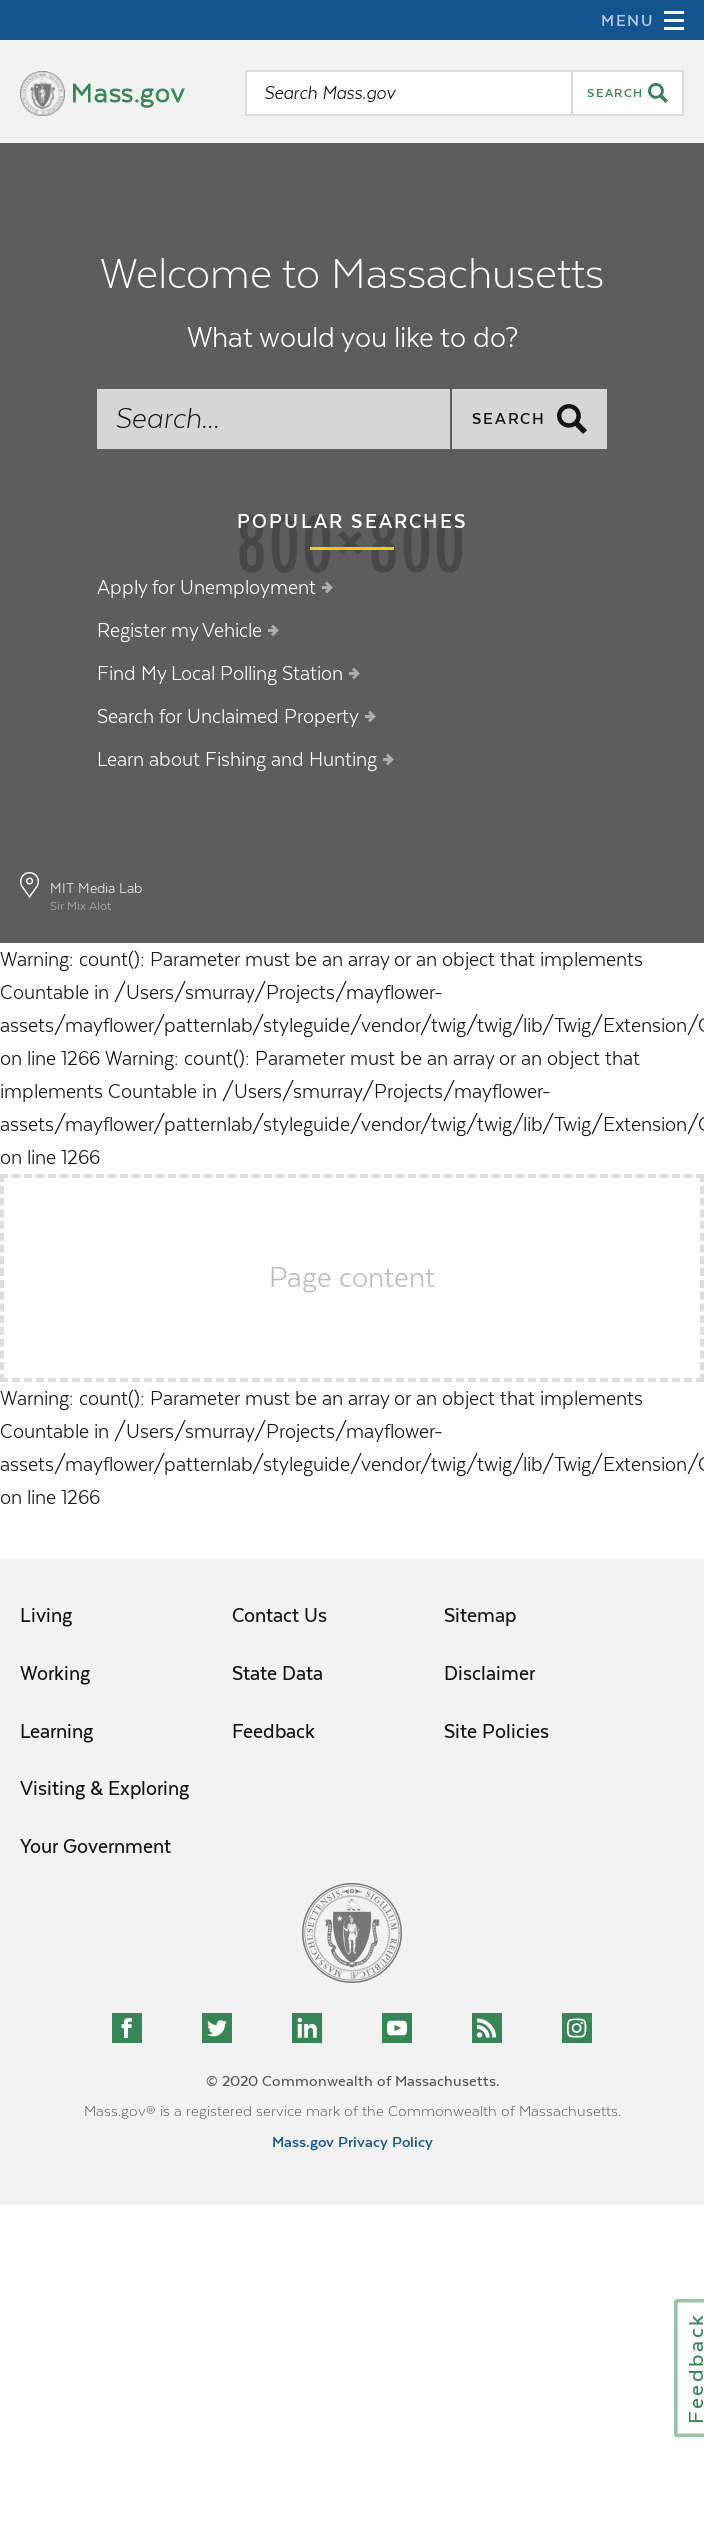 MENU
Mass.gov
Search Mass.gov
SEARCH
Welcome to Massachusetts
What would you like to do?
Search...
SEARCH
800×800
POPULAR SEARCHES
Apply for Unemployment
Register my Vehicle
Find My Local Polling Station
Search for Unclaimed Property
Learn about Fishing and Hunting
MIT Media Lab
Sir Mix Alot
Warning: count(): Parameter must be an array or an object that implements
Countable in /Users/smurray/Projects/mayflower-
assets/mayflower/patternlab/styleguide/vendor/twig/twig/lib/Twig/Extension/
on line 1266 Warning: count(): Parameter must be an array or an object that
implements Countable in /Users/smurray/Projects/mayflower-
assets/mayflower/patternlab/styleguide/vendor/twig/twig/lib/Twig/Extension/
on line 1266
Page content
Warning: count(): Parameter must be an array or an object that implements
Countable in /Users/smurray/Projects/mayflower-
assets/mayflower/patternlab/styleguide/vendor/twig/twig/lib/Twig/Extension/
on line 1266
Living
Contact Us
Sitemap
Working
State Data
Disclaimer
Learning
Feedback
Site Policies
Visiting & Exploring
Your Government
© 2020 Commonwealth of Massachusetts.
Mass.gov® is a registered service mark of the Commonwealth of Massachusetts.
Mass.gov Privacy Policy
Feedback